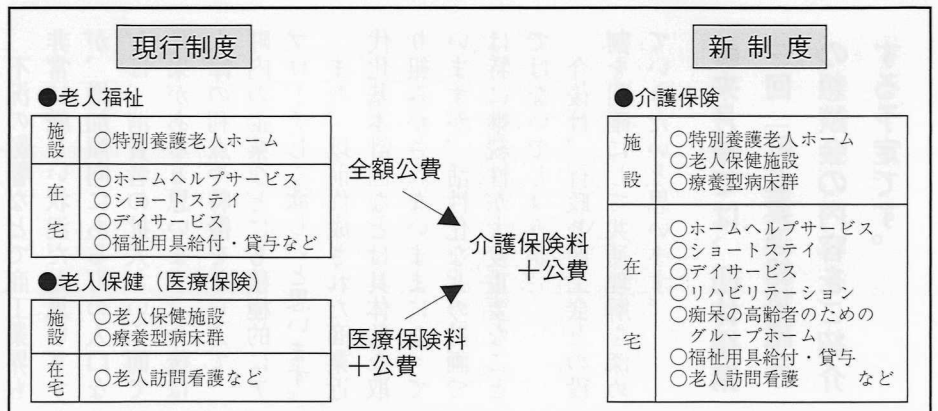 現行制度
●老人福祉
施設
○特別養護老人ホーム
在宅
○ホームヘルプサービス
○ショートステイ
○デイサービス
○福祉用具給付・貸与など
●老人保健（医療保険）
施設
○老人保健施設
○療養型病床群
在宅
○老人訪問看護など
全額公費
介護保険料
＋公費
医療保険料
＋公費
新制度
●介護保険
施設
○特別養護老人ホーム
○老人保健施設
○療養型病床群
在宅
○ホームヘルプサービス
○ショートステイ
○デイサービス
○リハビリテーション
○痴呆の高齢者のための
グループホーム
○福祉用具給付・貸与
○老人訪問看護　など